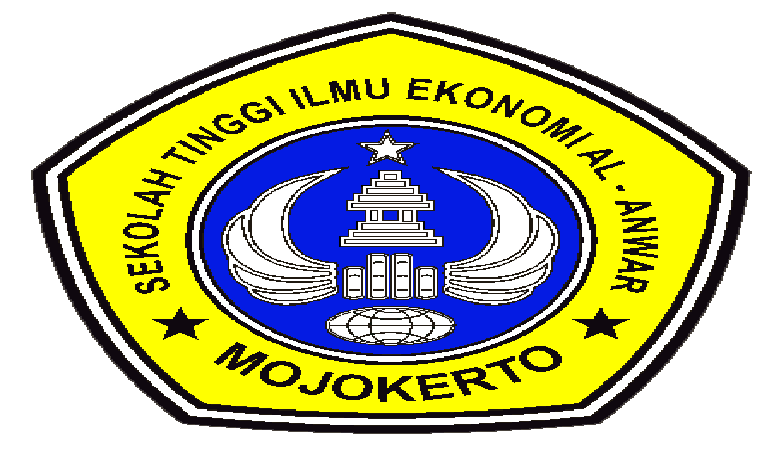 SEKOLAH TINGGI ILMU EKONOMI AL - ANWAR
MOJOKERTO